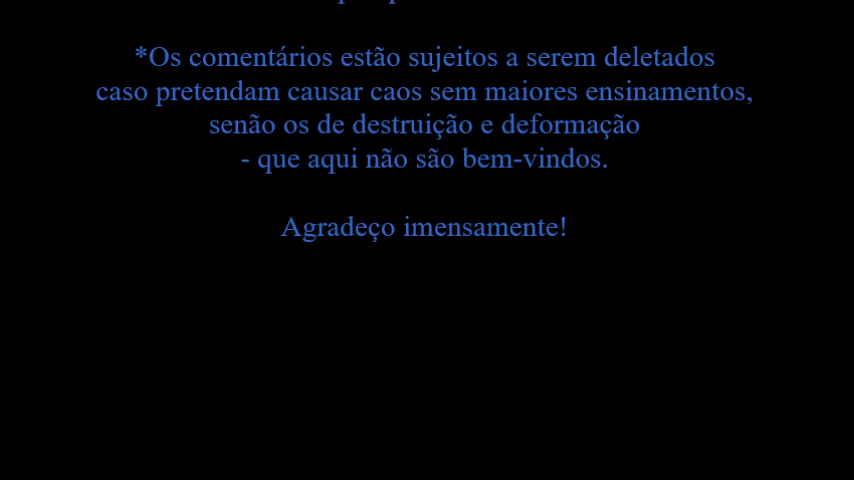 *Os comentários estão sujeitos a serem deletados
caso pretendam causar caos sem maiores ensinamentos,
senão os de destruição e deformação
- que aqui não são bem-vindos.
Agradeço imensamente!